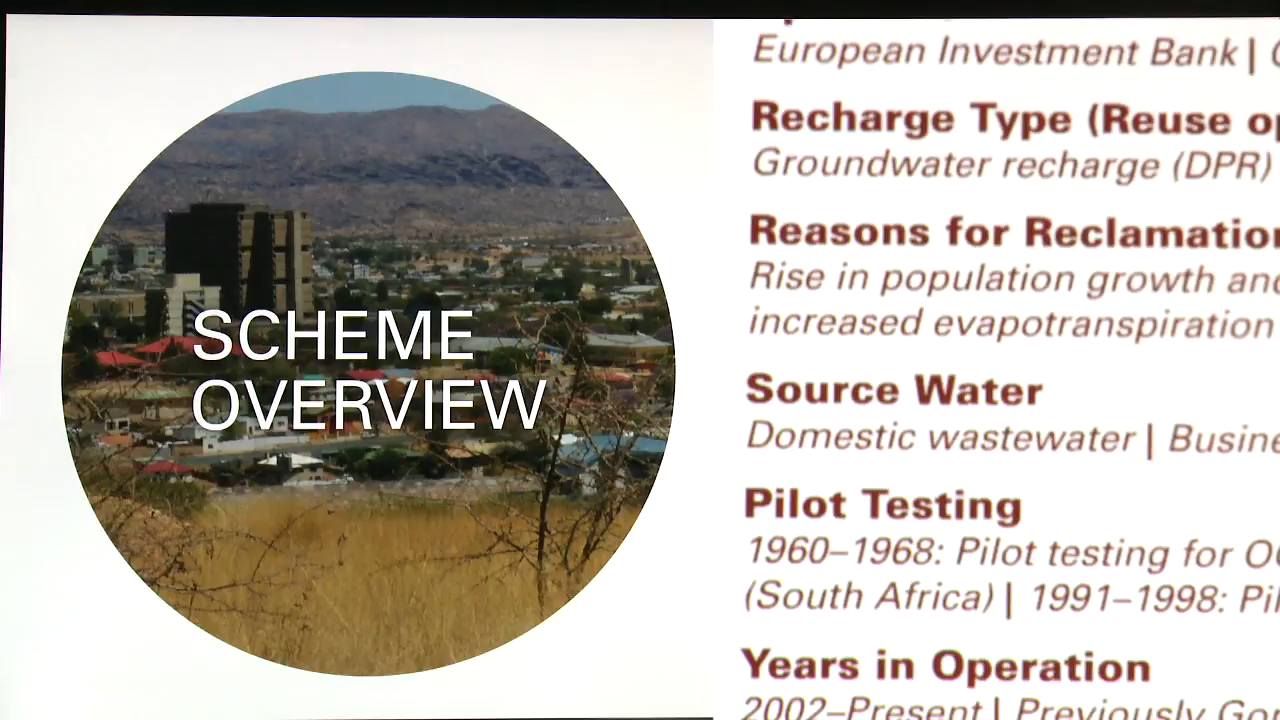 SCHEME
OVERVIEW
European Investment Bank |
Recharge Type (Reuse
Groundwater recharge (DPR)
Reasons for Reclamation
Rise in population growth and
increased evapotranspiration
Source Water
Domestic wastewater |
Pilot Testing
1960–1968: Pilot testing for
(South Africa) | 1991–1998:
Years in Operation
2002–Present | Previously